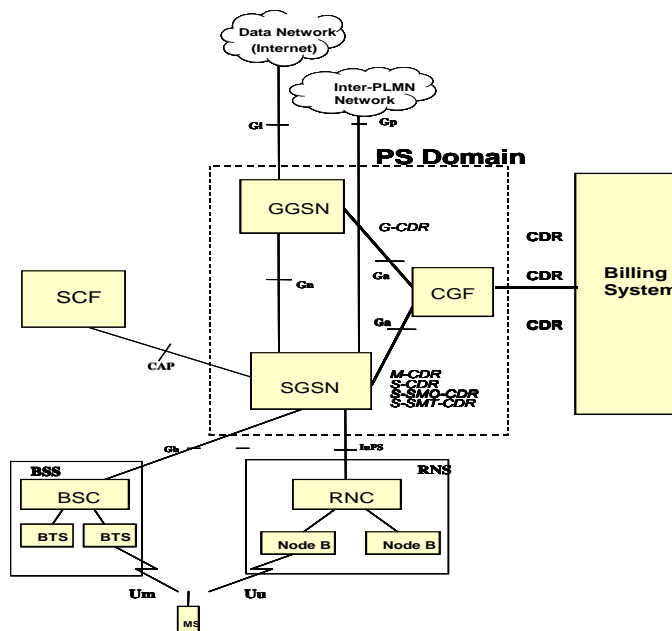 Data Network
(Internet)
Inter-PLMN
Network
Gi
Gp
PS Domain
GGSN
G-CDR
CDR
Ga
CDR
Billing
System
SCF
Gn
CGF
Ga
CDR
CAP
SGSN
M-CDR
S-CDR
S-SMO-CDR
S-SMT-CDR
Gb
IuPS
BSS
RNS
BSC
RNC
BTS
BTS
Node B
Node B
Um
Uu
MS